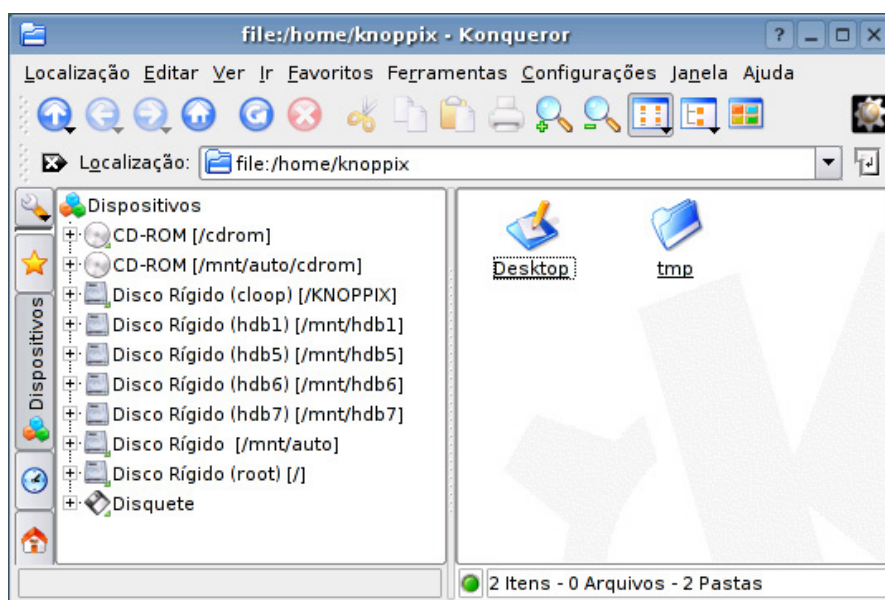 file:/home/knoppix - Konqueror
Localização Editar Ver Ir Favoritos Ferramentas Configurações Janela Ajuda
Localização: file:/home/knoppix
Dispositivos
Dispositivos
CD-ROM [/cdrom]
CD-ROM [/mnt/auto/cdrom]
Disco Rígido (cloop) [/KNOPPIX]
Disco Rígido (hdb1) [/mnt/hdb1]
Disco Rígido (hdb5) [/mnt/hdb5]
Disco Rígido (hdb6) [/mnt/hdb6]
Disco Rígido (hdb7) [/mnt/hdb7]
Disco Rígido [/mnt/auto]
Disco Rígido (root) [/]
Disquete
Desktop
tmp
2 Itens - 0 Arquivos - 2 Pastas